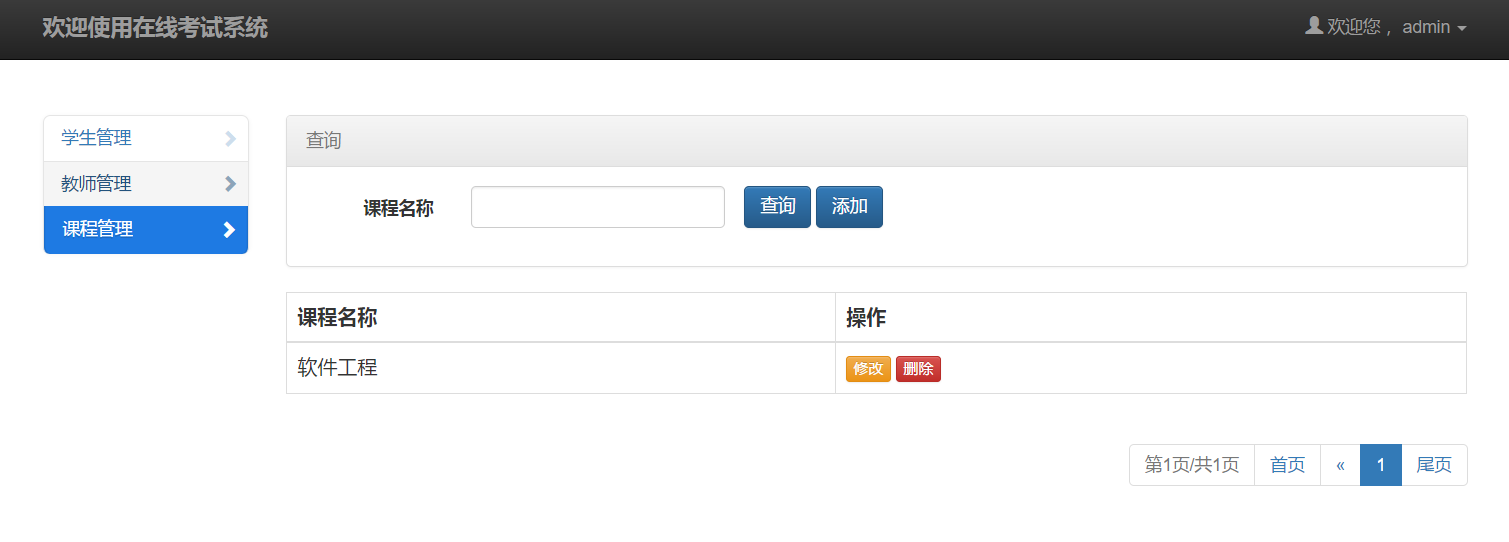 欢迎使用在线考试系统
欢迎您， admin
学生管理
教师管理
课程管理
查询
课程名称
查询 添加
课程名称 操作
软件工程 修改 删除
第1页/共1页 首页 « 1 尾页